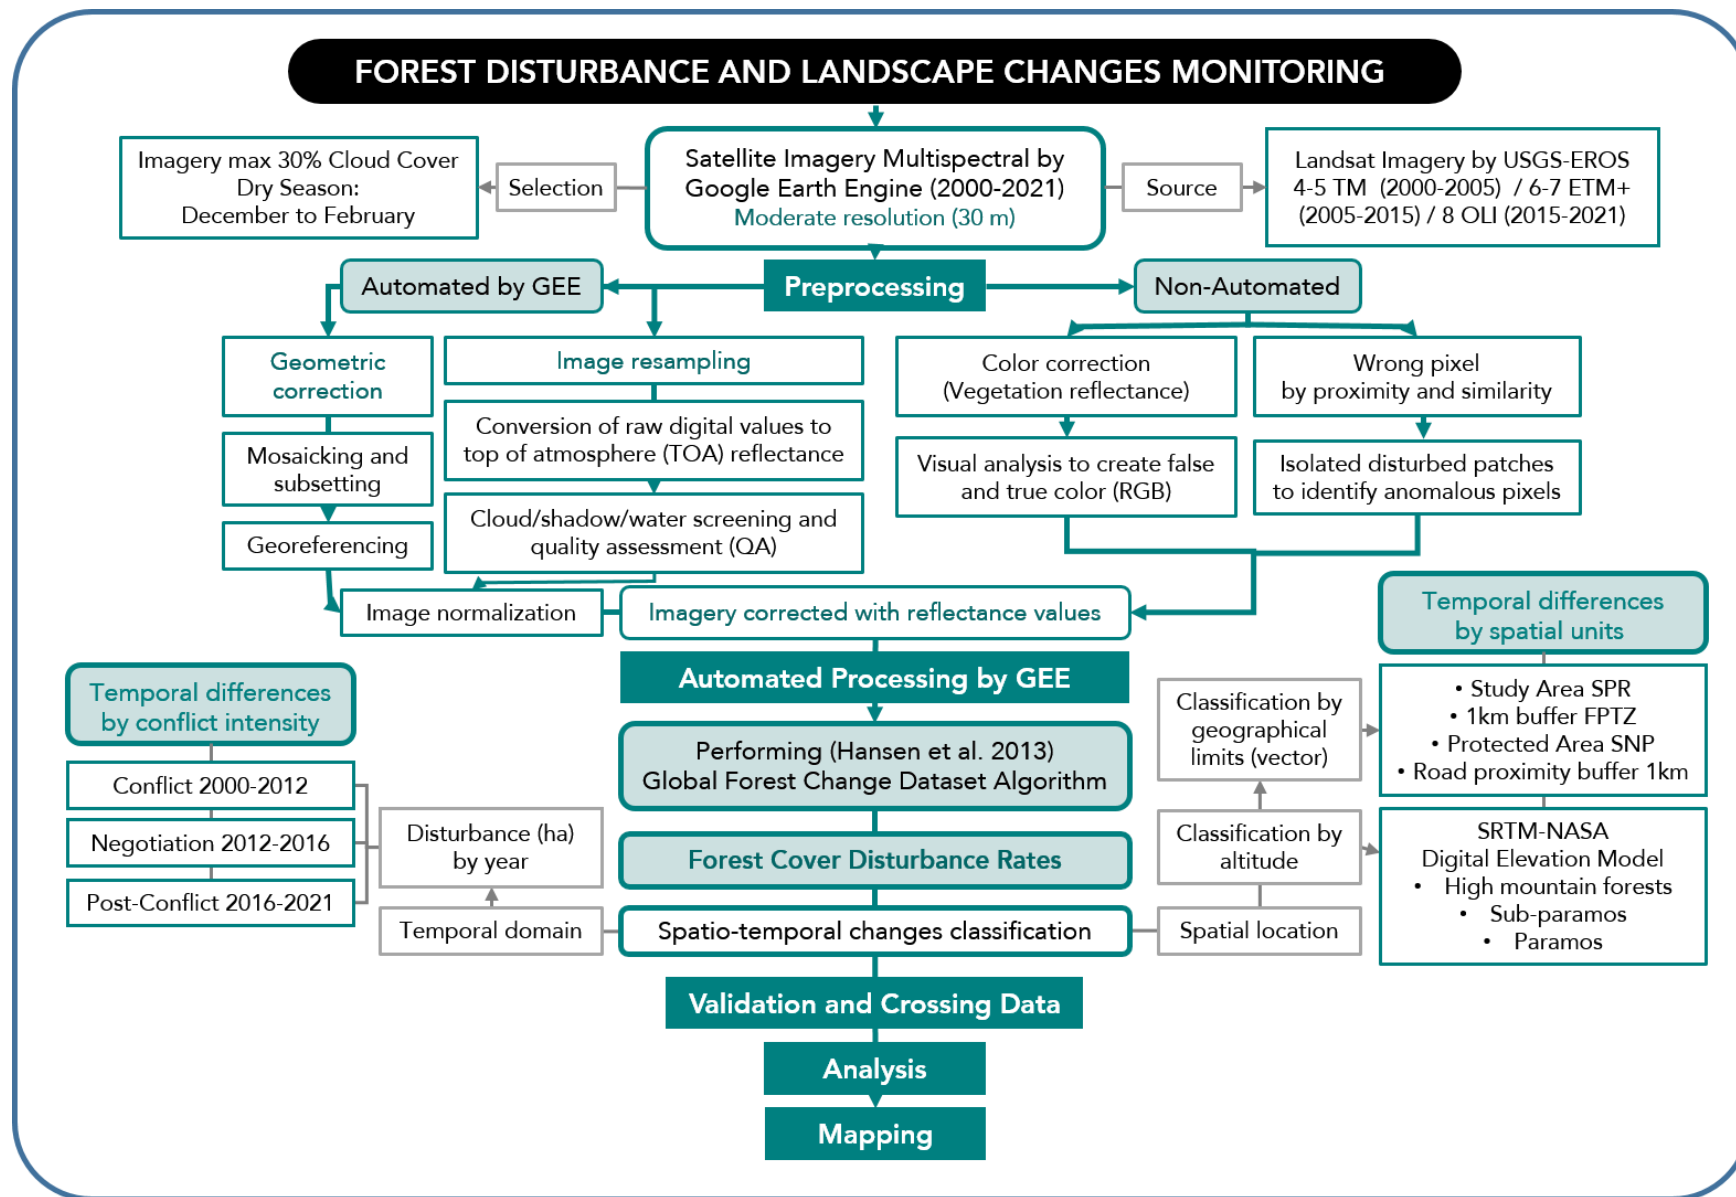 FOREST DISTURBANCE AND LANDSCAPE CHANGES MONITORING
Imagery max 30% Cloud Cover
Dry Season:
December to February
Selection
Satellite Imagery Multispectral by
Google Earth Engine (2000-2021)
Moderate resolution (30 m)
Source
Landsat Imagery by USGS-EROS
4-5 TM (2000-2005) / 6-7 ETM+
(2005-2015) / 8 OLI (2015-2021)
Automated by GEE
Preprocessing
Non-Automated
Geometric
correction
Image resampling
Color correction
(Vegetation reflectance)
Wrong pixel
by proximity and similarity
Mosaicking and
subsetting
Conversion of raw digital values to
top of atmosphere (TOA) reflectance
Visual analysis to create false
and true color (RGB)
Isolated disturbed patches
to identify anomalous pixels
Georeferencing
Cloud/shadow/water screening and
quality assessment (QA)
Image normalization
Imagery corrected with reflectance values
Temporal differences
by spatial units
Automated Processing by GEE
Temporal differences
by conflict intensity
Classification by
geographical
limits (vector)
• Study Area SPR
• 1km buffer FPTZ
• Protected Area SNP
• Road proximity buffer 1km
Performing (Hansen et al. 2013)
Global Forest Change Dataset Algorithm
Conflict 2000-2012
Negotiation 2012-2016
Post-Conflict 2016-2021
Disturbance (ha)
by year
Forest Cover Disturbance Rates
Classification by
altitude
SRTM-NASA
Digital Elevation Model
• High mountain forests
• Sub-paramos
• Paramos
Temporal domain
Spatio-temporal changes classification
Spatial location
Validation and Crossing Data
Analysis
Mapping